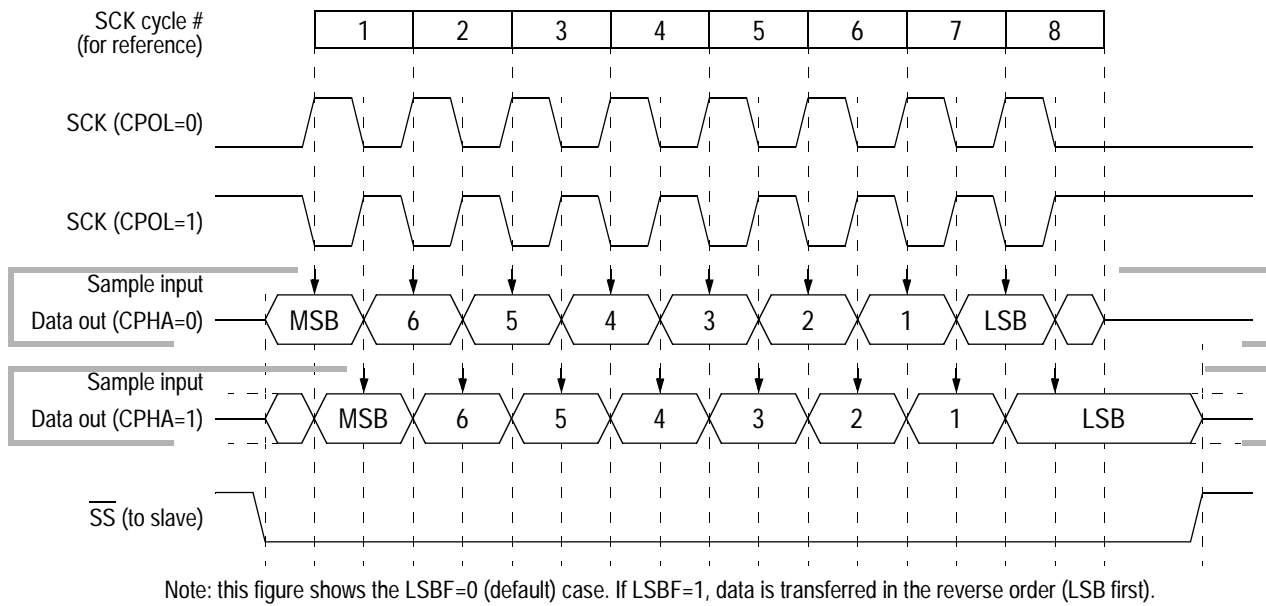 SCK cycle #
(for reference)
1 2 3 4 5 6 7 8
SCK (CPOL=0)
SCK (CPOL=1)
Sample input
Data out (CPHA=0) MSB 6 5 4 3 2 1 LSB
Sample input
Data out (CPHA=1) MSB 6 5 4 3 2 1 LSB
SS (to slave)
Note: this figure shows the LSBF=0 (default) case. If LSBF=1, data is transferred in the reverse order (LSB first).